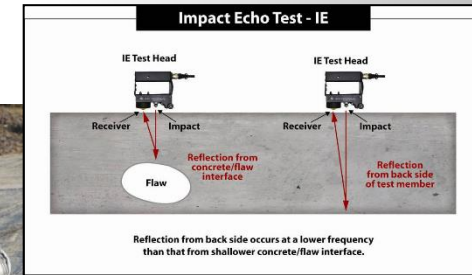 Impact Echo Test - IE
IE Test Head
IE Test Head
Receiver
Impact
Receiver
Impact
Reflection from
concrete/flaw
interface
Reflection
from back side
of test member
Flaw
Reflection from back side occurs at a lower frequency
than that from shallower concrete/flaw interface.